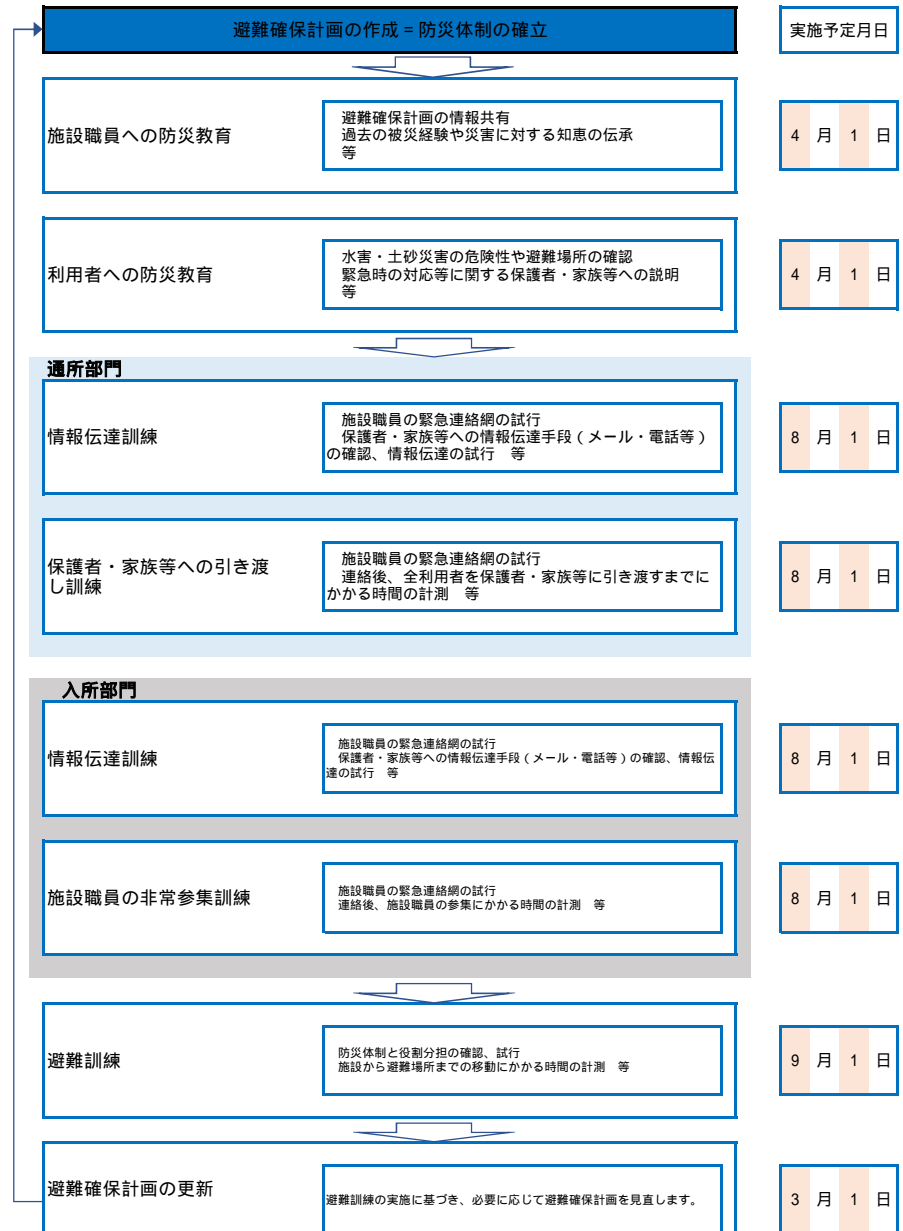 避難確保計画の作成 = 防災体制の確立
実施予定月日
施設職員への防災教育
避難確保計画の情報共有
過去の被災経験や災害に対する知恵の伝承
等
4 月 1 日
利用者への防災教育
水害・土砂災害の危険性や避難場所の確認
緊急時の対応等に関する保護者・家族等への説明
等
4 月 1 日
通所部門
情報伝達訓練
施設職員の緊急連絡網の試行
保護者・家族等への情報伝達手段(メール・電話等)
の確認、情報伝達の試行 等
8 月 1 日
保護者・家族等への引き渡
し訓練
施設職員の緊急連絡網の試行
連絡後、全利用者を保護者・家族等に引き渡すまでに
かかる時間の計測 等
8 月 1 日
入所部門
情報伝達訓練
施設職員の緊急連絡網の試行
保護者・家族等への情報伝達手段(メール・電話等)の確認、情報伝
達の試行 等
8 月 1 日
施設職員の非常参集訓練
施設職員の緊急連絡網の試行
連絡後、施設職員の参集にかかる時間の計測 等
8 月 1 日
避難訓練
防災体制と役割分担の確認、試行
施設から避難場所までの移動にかかる時間の計測 等
9 月 1 日
避難確保計画の更新
避難訓練の実施に基づき、必要に応じて避難確保計画を見直します。
3 月 1 日